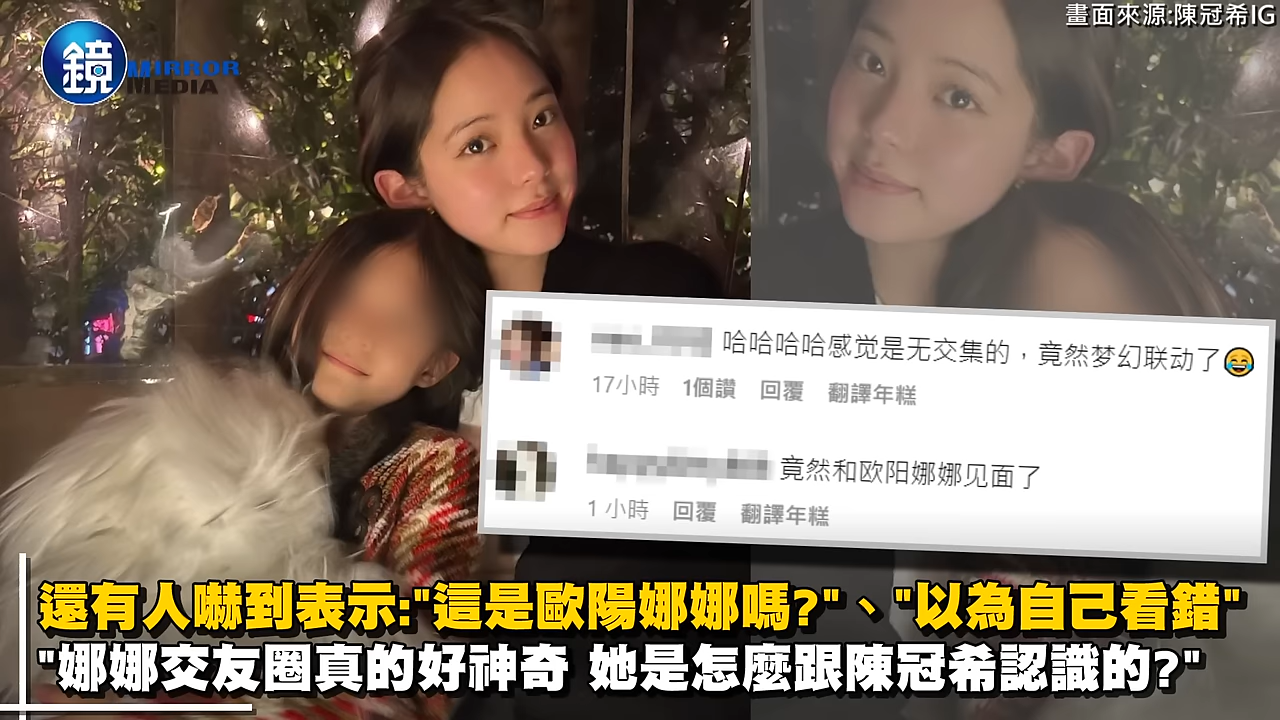 畫面來源:陳冠希IG
鏡
MIRROR
MEDIA
哈哈哈哈感觉是无交集的，竟然梦幻联动了😂
17小時 1個讚 回覆 翻譯年糕
竟然和欧阳娜娜见面了
1 小時 回覆 翻譯年糕
還有人嚇到表示:"這是歐陽娜娜嗎?"、"以為自己看錯"
"娜娜交友圈真的好神奇 她是怎麼跟陳冠希認識的?"